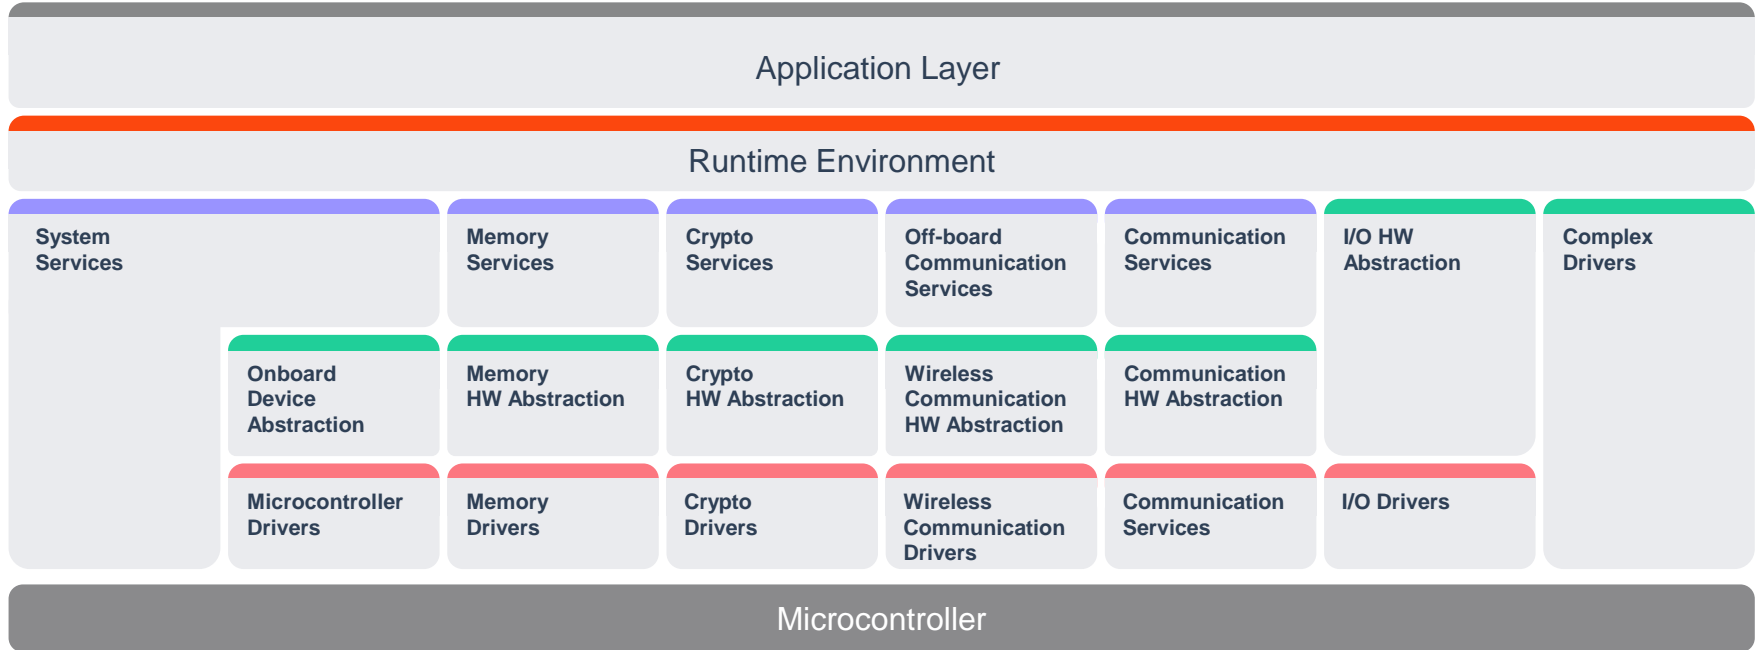 Application Layer
Runtime Environment
System
Services
Memory
Services
Crypto
Services
Off-board
Communication
Services
Communication
Services
I/O HW
Abstraction
Complex
Drivers
Onboard
Device
Abstraction
Memory
HW Abstraction
Crypto
HW Abstraction
Wireless
Communication
HW Abstraction
Communication
HW Abstraction
Microcontroller
Drivers
Memory
Drivers
Crypto
Drivers
Wireless
Communication
Drivers
Communication
Services
I/O Drivers
Microcontroller